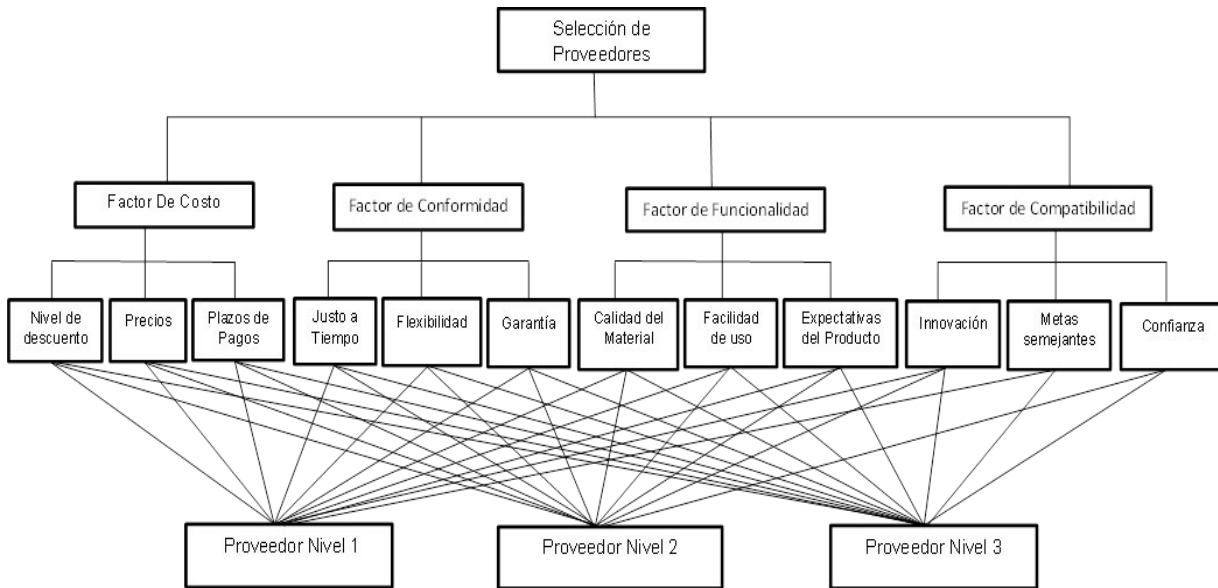 Selección de
Proveedores
Factor De Costo
Factor de Conformidad
Factor de Funcionalidad
Factor de Compatibilidad
Nivel de
descuento
Precios
Plazos de
Pagos
Justo a
Tiempo
Flexibilidad
Garantía
Calidad del
Material
Facilidad
de uso
Expectativas
del Producto
Innovación
Metas
semejantes
Confianza
Proveedor Nivel 1
Proveedor Nivel 2
Proveedor Nivel 3